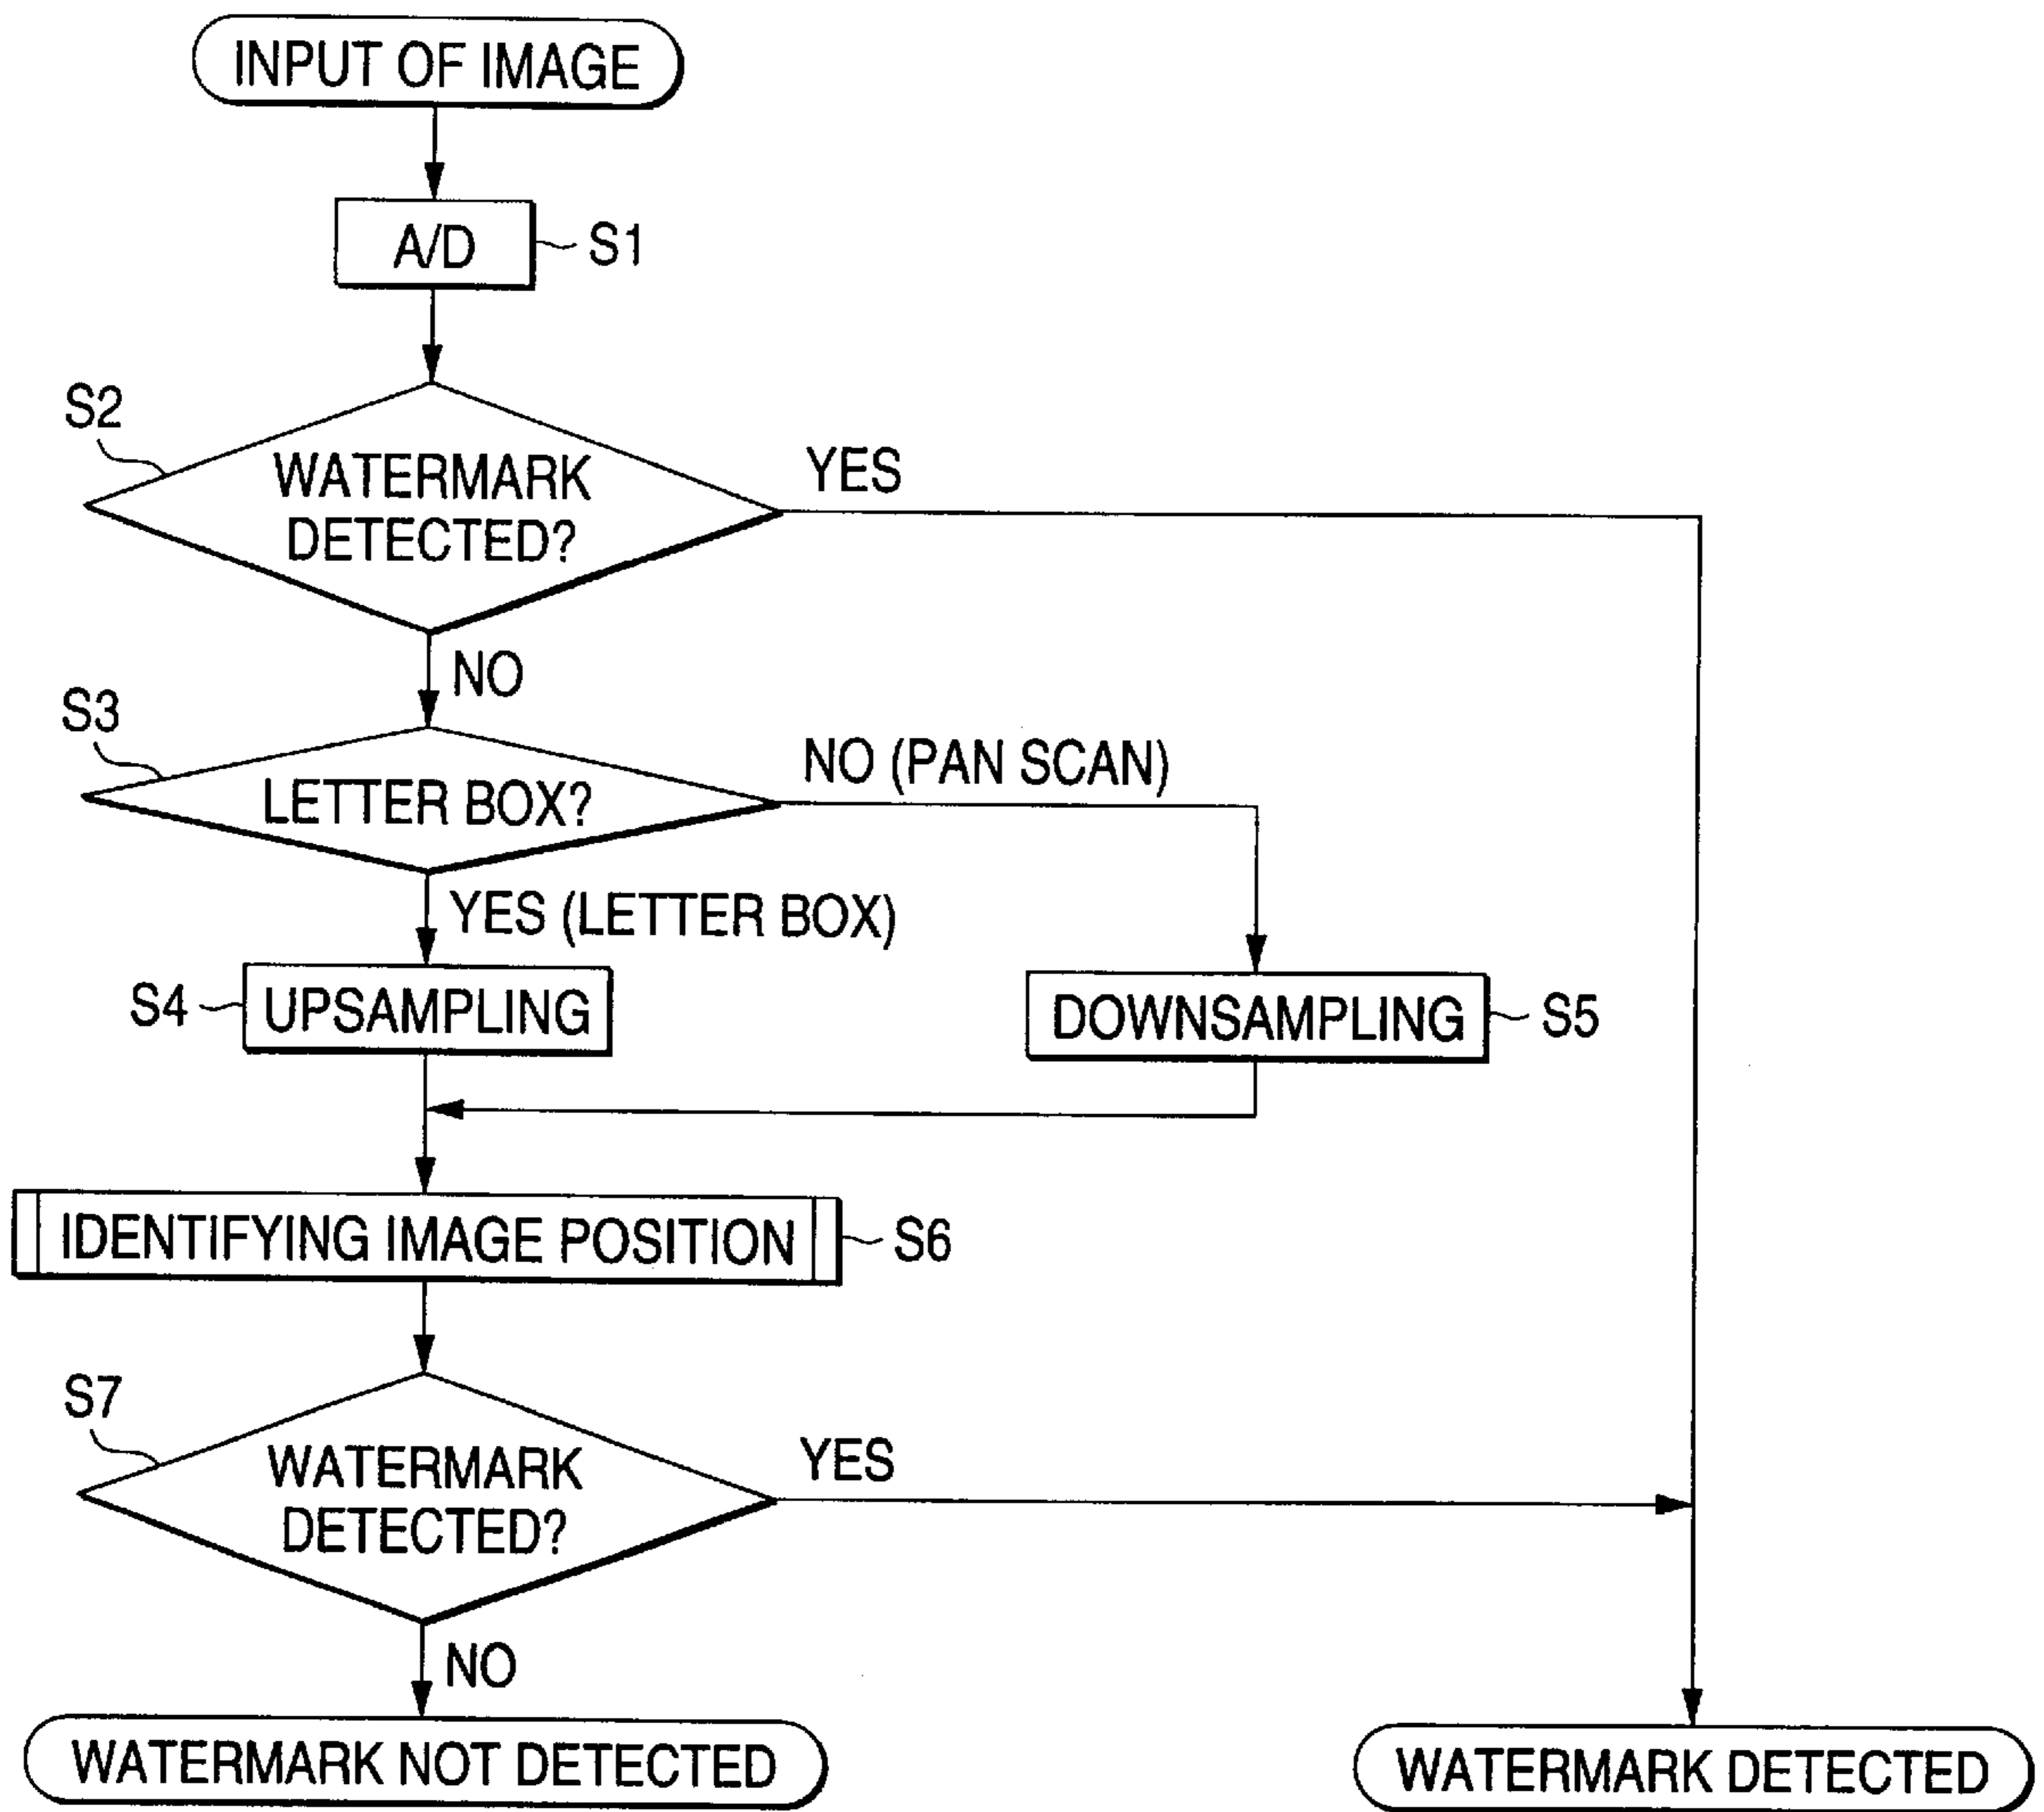 INPUT OF IMAGE
A/D
S1
S2
WATERMARK
DETECTED?
YES
NO
S3
LETTER BOX?
NO (PAN SCAN)
YES (LETTER BOX)
S4
UPSAMPLING
DOWNSAMPLING
S5
IDENTIFYING IMAGE POSITION
S6
S7
WATERMARK
DETECTED?
YES
NO
WATERMARK NOT DETECTED
WATERMARK DETECTED